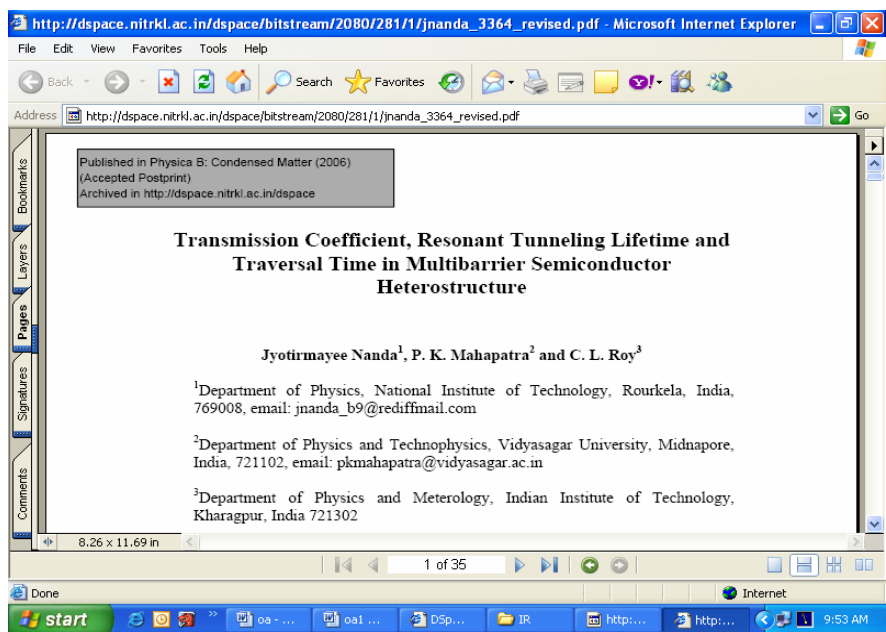 http://dspace.nitrkl.ac.in/dspace/bitstream/2080/281/1/jnanda_3364_revised.pdf - Microsoft Internet Explorer
File Edit View Favorites Tools Help
Back Search Favorites
Address http://dspace.nitrkl.ac.in/dspace/bitstream/2080/281/1/jnanda_3364_revised.pdf Go
Bookmarks
Layers
Pages
Signatures
Comments
Published in Physica B: Condensed Matter (2006)
(Accepted Postprint)
Archived in http://dspace.nitrkl.ac.in/dspace
Transmission Coefficient, Resonant Tunneling Lifetime and
Traversal Time in Multibarrier Semiconductor
Heterostructure
Jyotirmayee Nanda¹, P. K. Mahapatra² and C. L. Roy³
¹Department of Physics, National Institute of Technology, Rourkela, India,
769008, email: jnanda_b9@rediffmail.com
²Department of Physics and Technophysics, Vidyasagar University, Midnapore,
India, 721102, email: pkmahapatra@vidyasagar.ac.in
³Department of Physics and Meterology, Indian Institute of Technology,
Kharagpur, India 721302
8.26 x 11.69 in
1 of 35
Done Internet
start oa - ... oa1 ... DSp... IR http:... http:... 9:53 AM